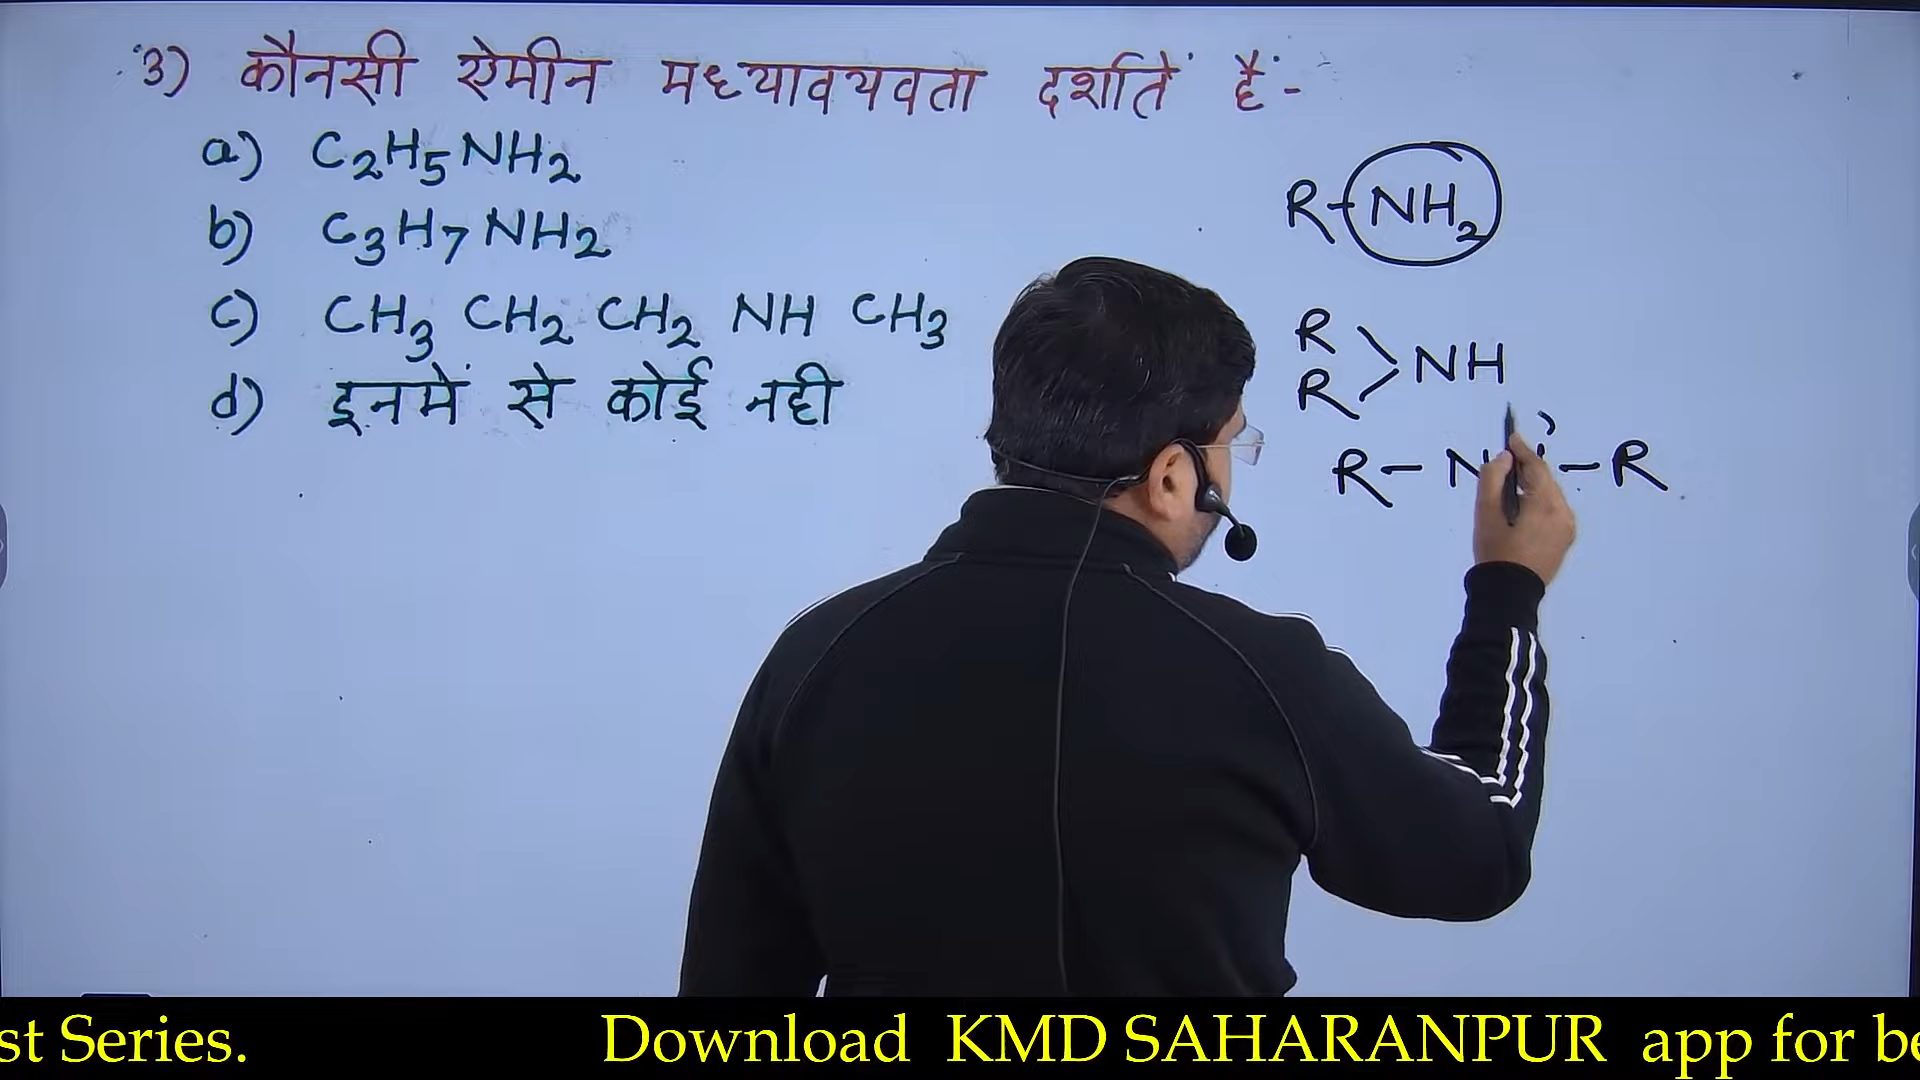 3) कौनसी ऐमीन मध्यावयवता दर्शाते हैं:-
a) C2H5NH2
b) C3H7NH2
c) CH3 CH2 CH2 NH CH3
d) इनमें से कोई नही
R-NH2
R
R >NH
R-N -R
st Series. Download KMD SAHARANPUR app for be